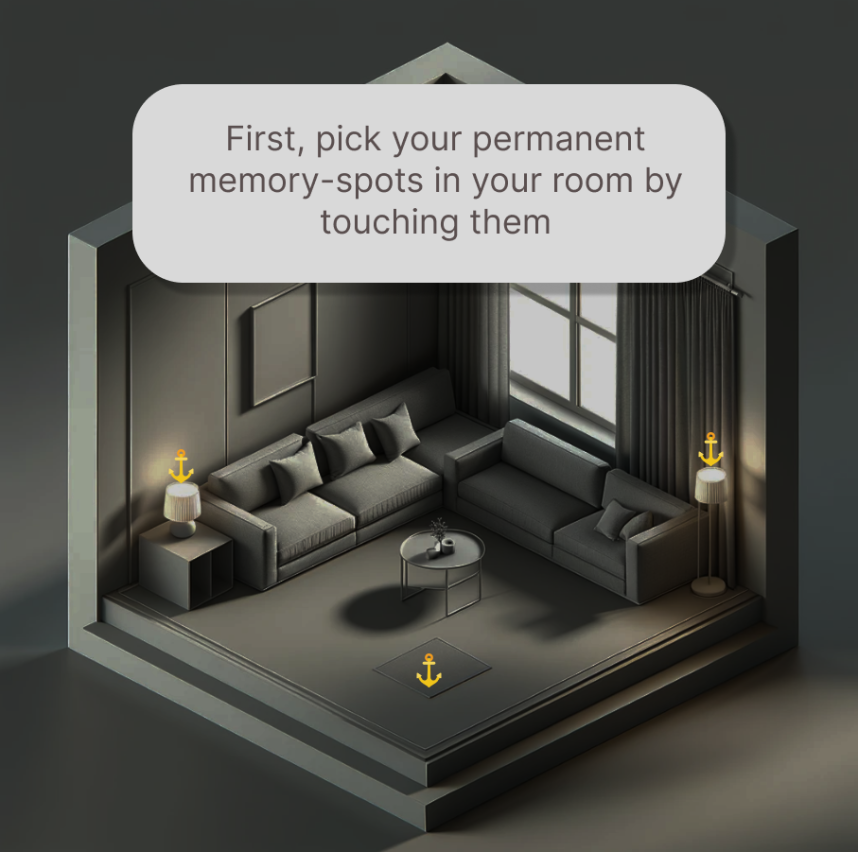 First, pick your permanent
memory-spots in your room by
touching them